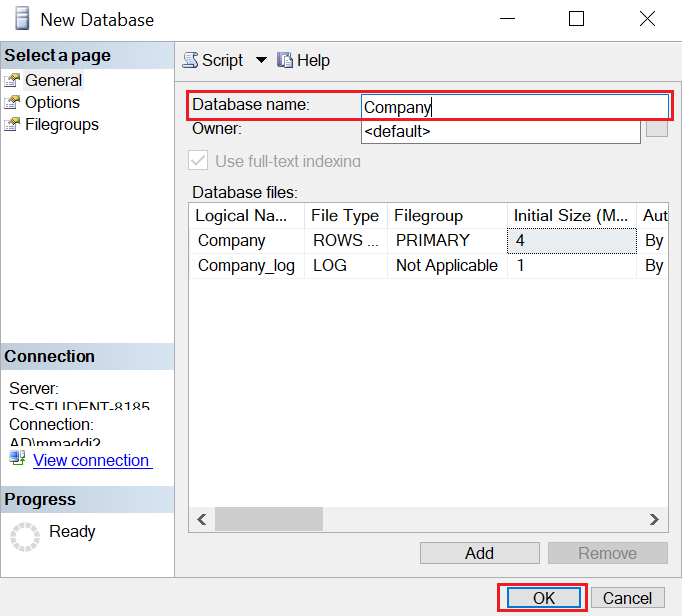 New Database
Select a page
General
Options
Filegroups
Script Help
Database name: Company
Owner: <default>
Use full-text indexing
Database files:
Logical Na... File Type Filegroup Initial Size (M... Aut
Company ROWS ... PRIMARY 4 By
Company_log LOG Not Applicable 1 By
Connection
Server:
TS-STUDENT-8185
Connection:
AD\mmaddi2
View connection
Progress
Ready
Add Remove
OK Cancel